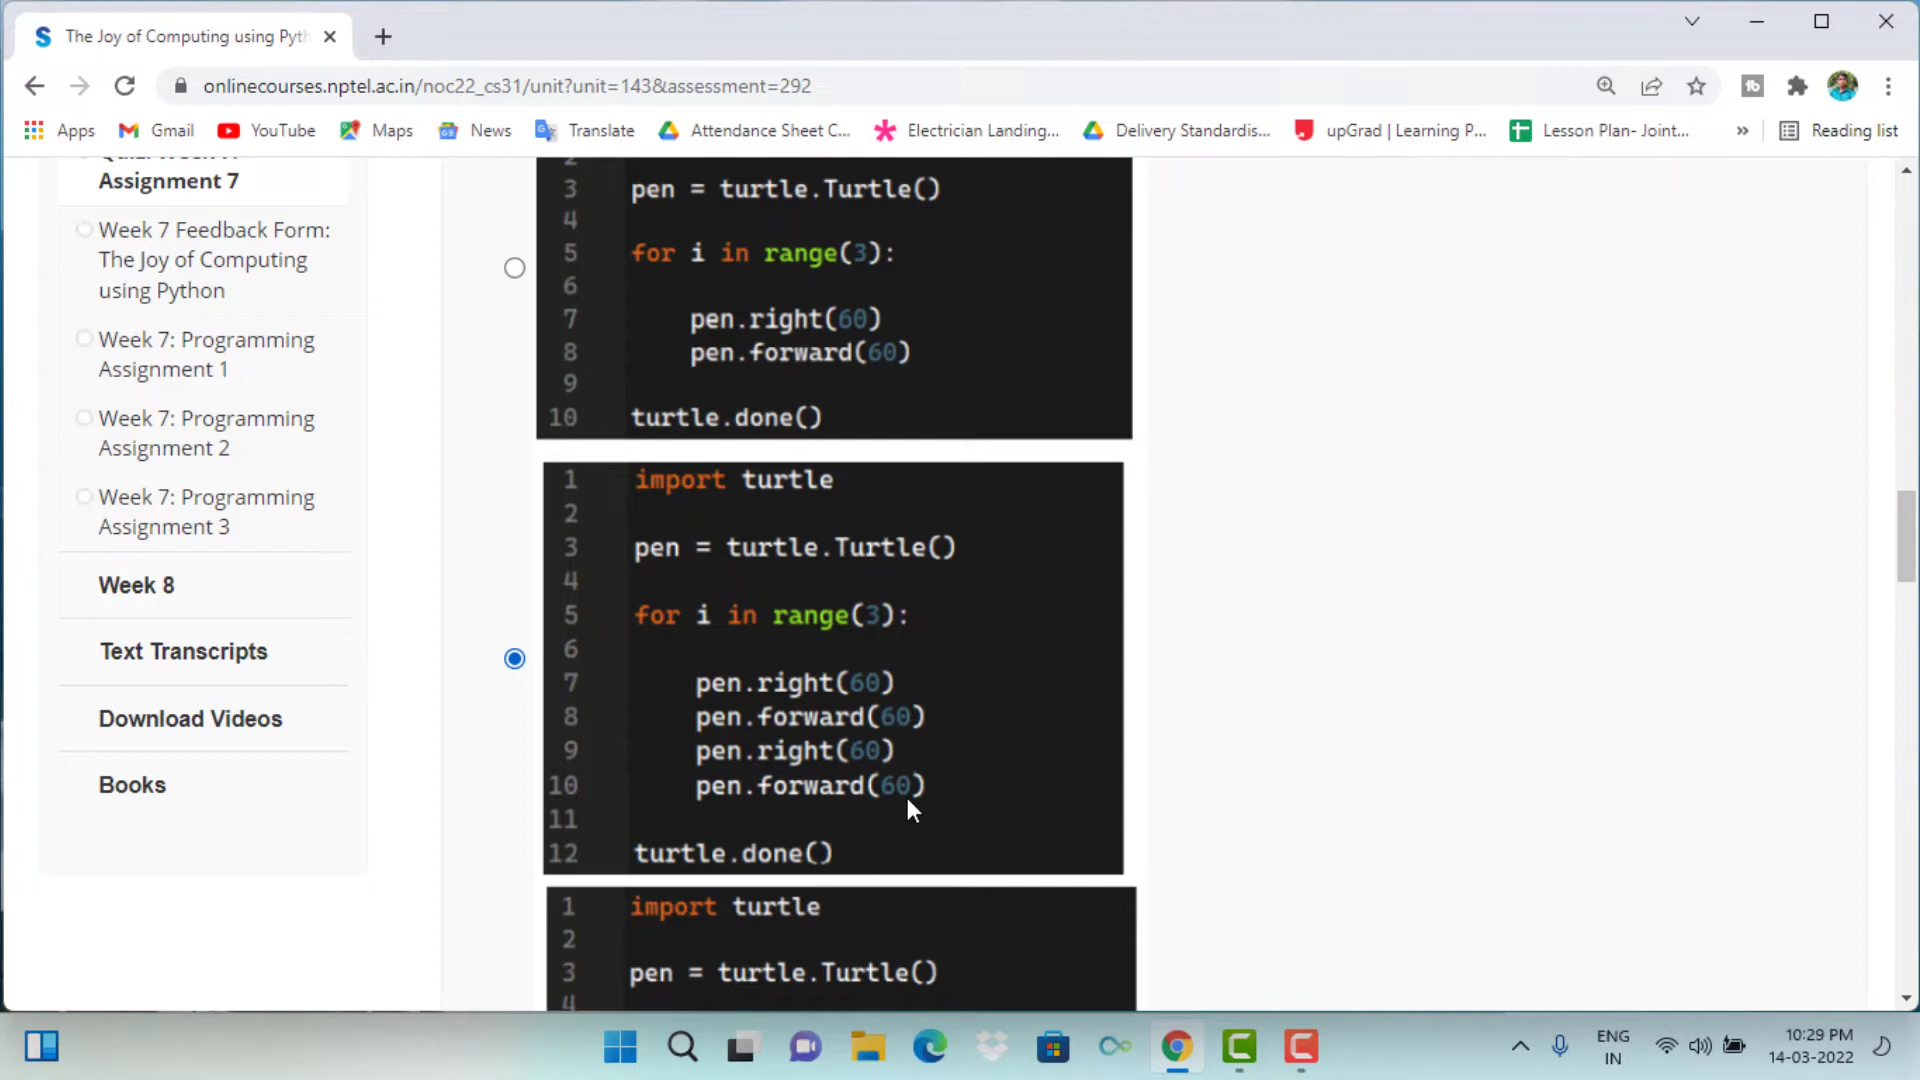 The Joy of Computing using Pyth
onlinecourses.nptel.ac.in/noc22_cs31/unit?unit=143&assessment=292
Apps Gmail YouTube Maps News Translate Attendance Sheet C... Electrician Landing... Delivery Standardis... upGrad | Learning P... Lesson Plan- Joint... » Reading list
Assignment 7
Week 7 Feedback Form:
The Joy of Computing
using Python
Week 7: Programming
Assignment 1
Week 7: Programming
Assignment 2
Week 7: Programming
Assignment 3
Week 8
Text Transcripts
Download Videos
Books
2
3 pen = turtle.Turtle()
4
5 for i in range(3):
6
7 pen.right(60)
8 pen.forward(60)
9
10 turtle.done()
1 import turtle
2
3 pen = turtle.Turtle()
4
5 for i in range(3):
6
7 pen.right(60)
8 pen.forward(60)
9 pen.right(60)
10 pen.forward(60)
11
12 turtle.done()
1 import turtle
2
3 pen = turtle.Turtle()
4
ENG
IN
10:29 PM
14-03-2022